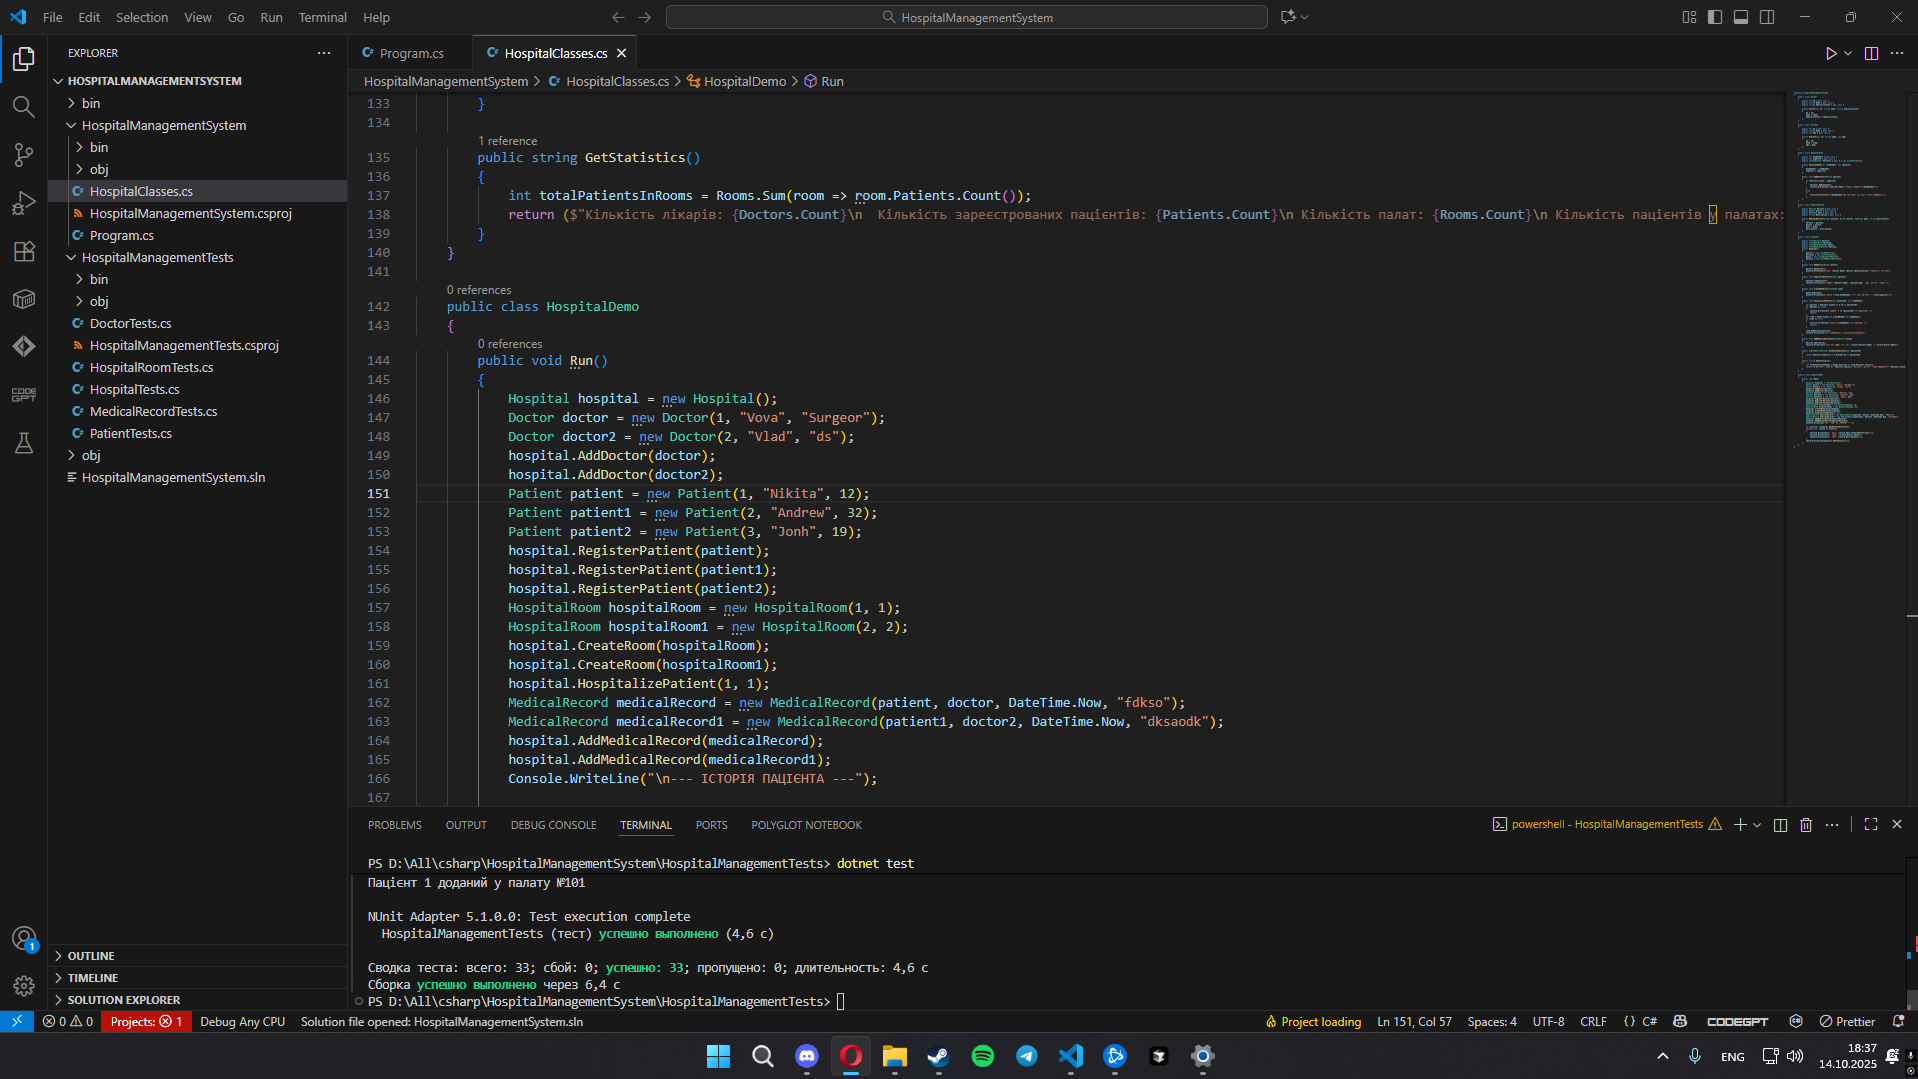 File Edit Selection View Go Run Terminal Help
HospitalManagementSystem
EXPLORER
HOSPITALMANAGEMENTSYSTEM
bin
HospitalManagementSystem
bin
obj
HospitalClasses.cs
HospitalManagementSystem.csproj
Program.cs
HospitalManagementTests
bin
obj
DoctorTests.cs
HospitalManagementTests.csproj
HospitalRoomTests.cs
HospitalTests.cs
MedicalRecordTests.cs
PatientTests.cs
obj
HospitalManagementSystem.sln
OUTLINE
TIMELINE
SOLUTION EXPLORER
CODE GPT
1
Program.cs HospitalClasses.cs
HospitalManagementSystem > HospitalClasses.cs > HospitalDemo > Run
133 }
134
1 reference
135 public string GetStatistics()
136 {
137 int totalPatientsInRooms = Rooms.Sum(room => room.Patients.Count());
138 return ($"Кількість лікарів: {Doctors.Count}\n  Кількість зареєстрованих пацієнтів: {Patients.Count}\n Кількість палат: {Rooms.Count}\n Кількість пацієнтів у палатах:
139 }
140 }
141
0 references
142 public class HospitalDemo
143 {
0 references
144 public void Run()
145 {
146 Hospital hospital = new Hospital();
147 Doctor doctor = new Doctor(1, "Vova", "Surgeor");
148 Doctor doctor2 = new Doctor(2, "Vlad", "ds");
149 hospital.AddDoctor(doctor);
150 hospital.AddDoctor(doctor2);
151 Patient patient = new Patient(1, "Nikita", 12);
152 Patient patient1 = new Patient(2, "Andrew", 32);
153 Patient patient2 = new Patient(3, "Jonh", 19);
154 hospital.RegisterPatient(patient);
155 hospital.RegisterPatient(patient1);
156 hospital.RegisterPatient(patient2);
157 HospitalRoom hospitalRoom = new HospitalRoom(1, 1);
158 HospitalRoom hospitalRoom1 = new HospitalRoom(2, 2);
159 hospital.CreateRoom(hospitalRoom);
160 hospital.CreateRoom(hospitalRoom1);
161 hospital.HospitalizePatient(1, 1);
162 MedicalRecord medicalRecord = new MedicalRecord(patient, doctor, DateTime.Now, "fdkso");
163 MedicalRecord medicalRecord1 = new MedicalRecord(patient1, doctor2, DateTime.Now, "dksaodk");
164 hospital.AddMedicalRecord(medicalRecord);
165 hospital.AddMedicalRecord(medicalRecord1);
166 Console.WriteLine("\n--- ІСТОРІЯ ПАЦІЄНТА ---");
167
PROBLEMS OUTPUT DEBUG CONSOLE TERMINAL PORTS POLYGLOT NOTEBOOK
powershell - HospitalManagementTests
PS D:\All\csharp\HospitalManagementSystem\HospitalManagementTests> dotnet test
Пацієнт 1 доданий у палату №101
NUnit Adapter 5.1.0.0: Test execution complete
HospitalManagementTests (тест) успешно выполнено (4,6 с)
Сводка теста: всего: 33; сбой: 0; успешно: 33; пропущено: 0; длительность: 4,6 с
Сборка успешно выполнено через 6,4 с
PS D:\All\csharp\HospitalManagementSystem\HospitalManagementTests>
0 0 Projects: 1 Debug Any CPU Solution file opened: HospitalManagementSystem.sln
Project loading Ln 151, Col 57 Spaces: 4 UTF-8 CRLF {} C# CODEGPT Prettier
ENG
18:37
14.10.2025